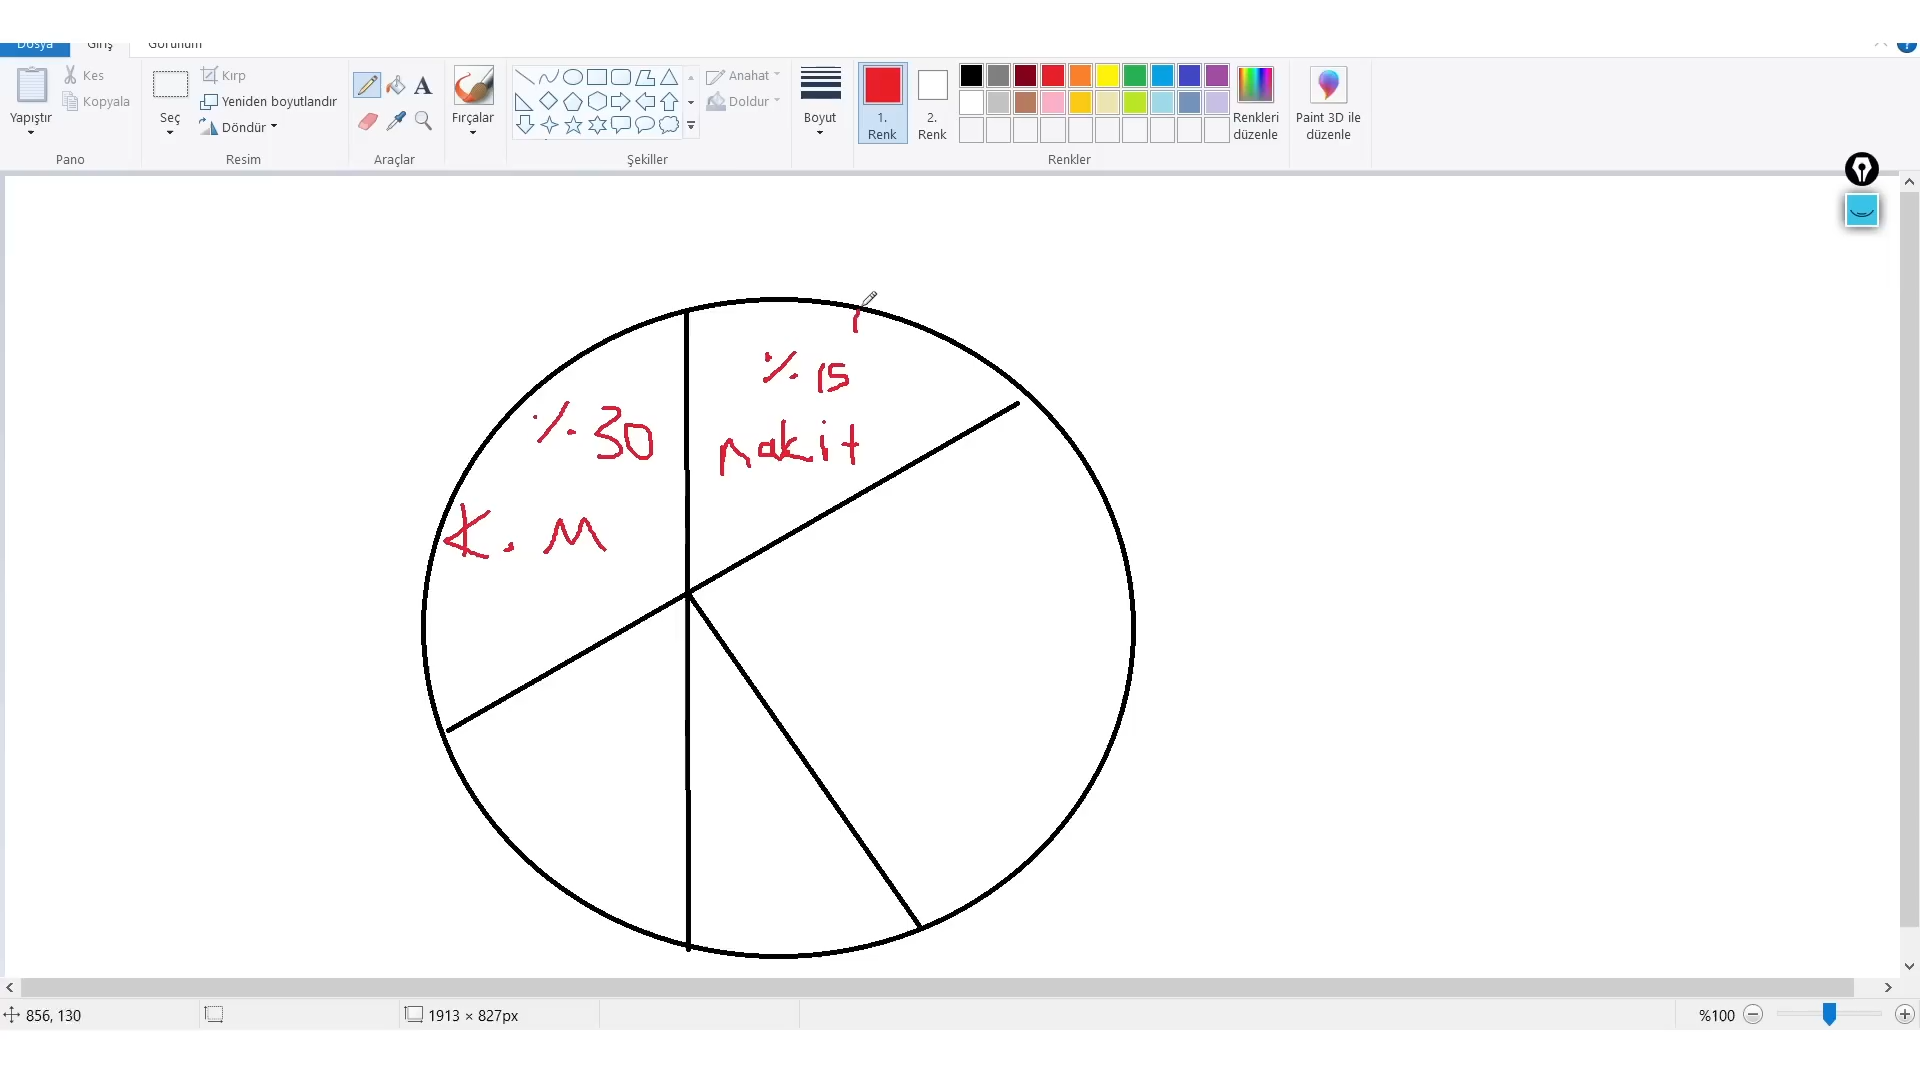 Dosya Giriş Görünüm
Yapıştır
Kes
Kopyala
Pano
Seç
Kırp
Yeniden boyutlandır
Döndür
Resim
A
Araçlar
Fırçalar
Şekiller
Anahat
Doldur
Boyut
1.
Renk
2.
Renk
Renkler
Renkleri
düzenle
Paint 3D ile
düzenle
% 15
nakit
% 30
K. M
856, 130
1913 × 827px
%100